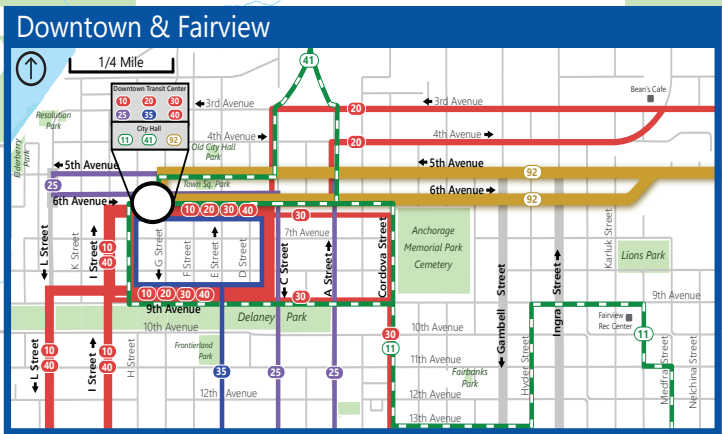 Downtown & Fairview
1/4 Mile
41
Downtown Transit Center
10 20 30
25 35 40
City Hall
11 41 92
Resolution
Park
Elderberry
Park
3rd Avenue
20
3rd Avenue
Bean's Cafe
4th Avenue
Old City Hall
Park
20
4th Avenue
5th Avenue
5th Avenue
92
25
Town Sq. Park
6th Avenue
6th Avenue
92
10 20 30 40
30
L Street
K Street
I Street
10
40
G Street
F Street
E Street
D Street
7th Avenue
C Street
A Street
Cordova Street
Anchorage
Memorial Park
Cemetery
Gambell Street
Ingra Street
Karluk Street
Lions Park
10 20 30 40
30
9th Avenue
9th Avenue
Delaney Park
10th Avenue
10th Avenue
Fairview
Rec Center
11
30
11
L Street
10
40
I Street
10
40
H Street
Frontierland
Park
35
25
25
11th Avenue
Fairbanks
Park
Hyder Street
Medfra Street
Nelchina Street
12th Avenue
12th Avenue
13th Avenue